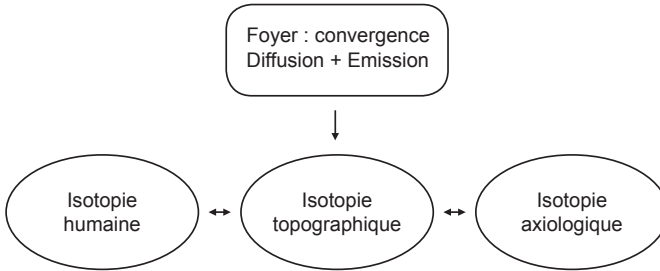 Foyer : convergence
Diffusion + Emission
Isotopie
humaine
Isotopie
topographique
Isotopie
axiologique